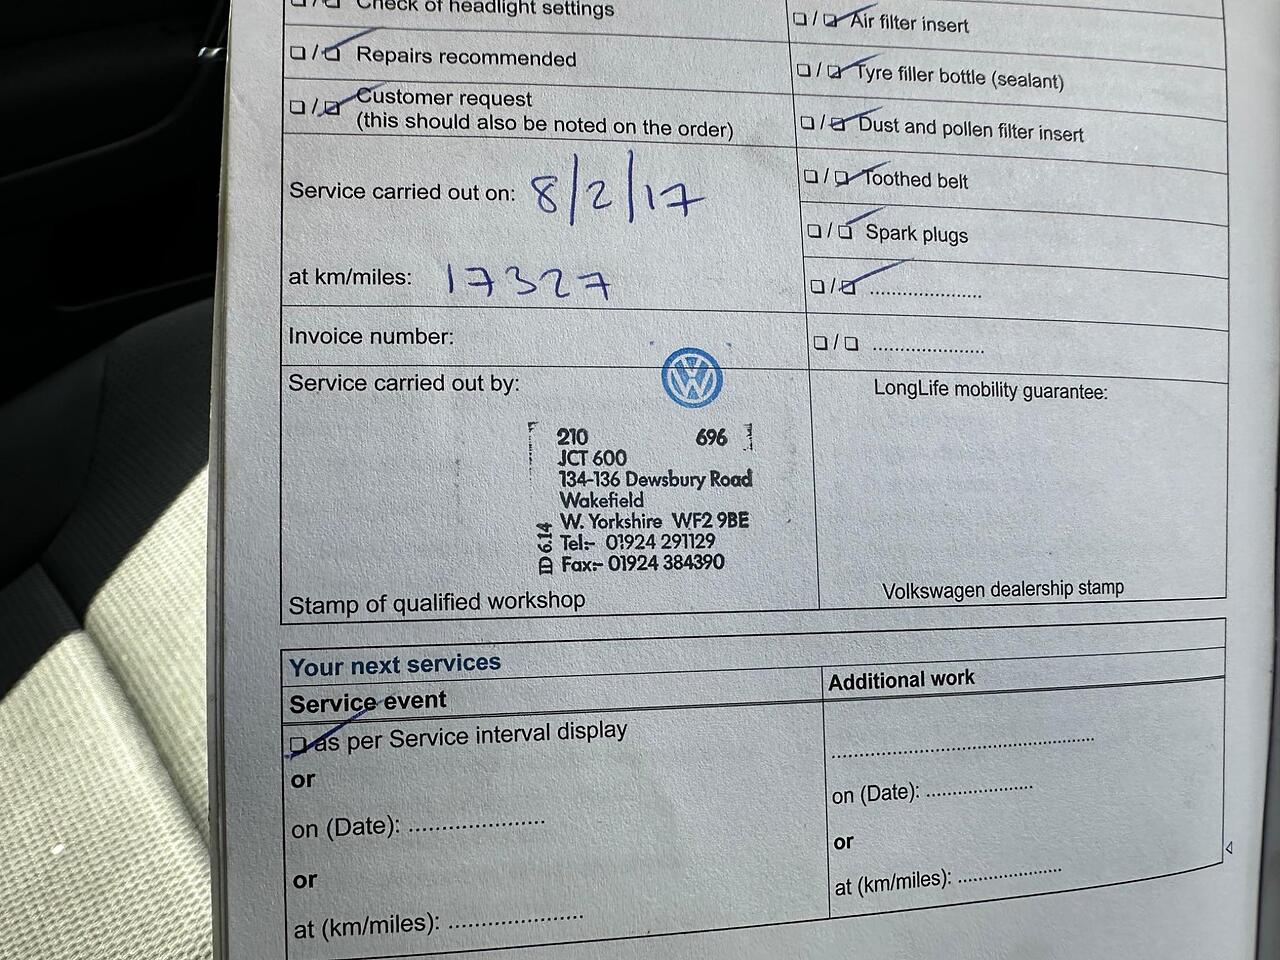 Check of headlight settings
Repairs recommended
Customer request
(this should also be noted on the order)
Service carried out on: 8/2/17
at km/miles: 17327
Invoice number:
Service carried out by:
210 696
JCT 600
134-136 Dewsbury Road
Wakefield
W. Yorkshire WF2 9BE
Tel:- 01924 291129
Fax:- 01924 384390
ID 6.14
Stamp of qualified workshop
Air filter insert
Tyre filler bottle (sealant)
Dust and pollen filter insert
Toothed belt
Spark plugs
LongLife mobility guarantee:
Volkswagen dealership stamp
Your next services
Service event
as per Service interval display
or
on (Date): ......................
or
at (km/miles): ......................
Additional work
..........................................
on (Date): .................
or
at (km/miles): .................